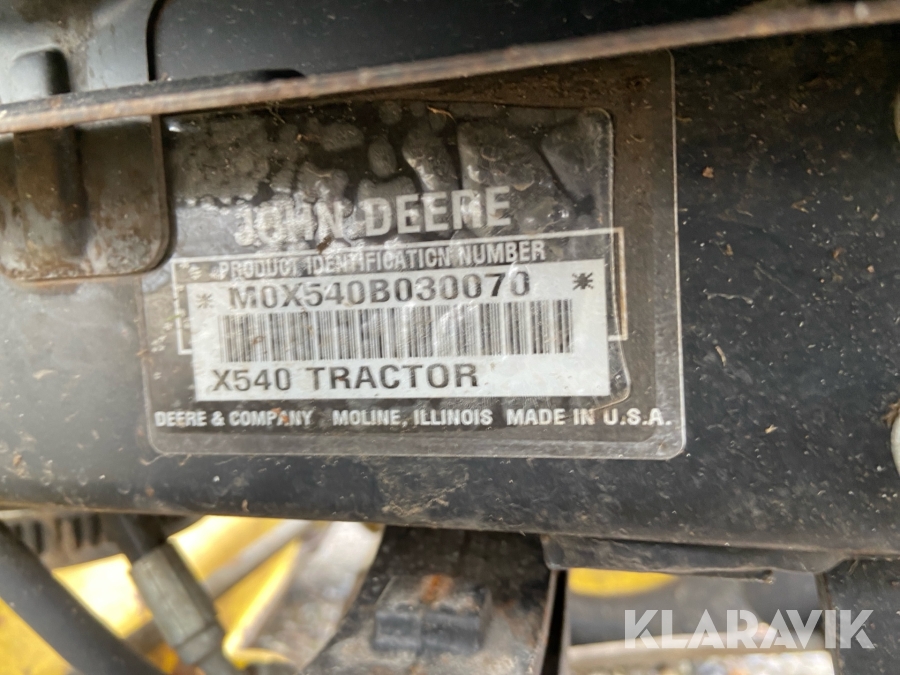 JOHN DEERE
PRODUCT IDENTIFICATION NUMBER
* M0X540B030070 *
X540 TRACTOR
DEERE & COMPANY MOLINE, ILLINOIS MADE IN U.S.A.
KLARAVIK